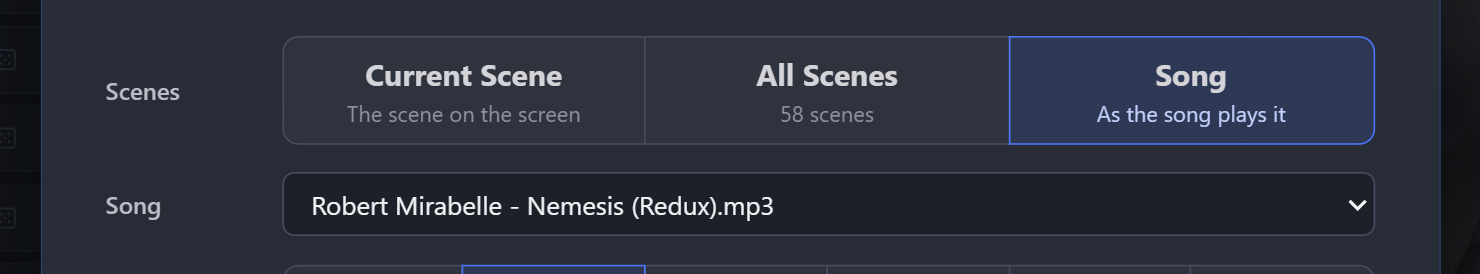 Scenes
Current Scene
The scene on the screen
All Scenes
58 scenes
Song
As the song plays it
Song
Robert Mirabelle - Nemesis (Redux).mp3